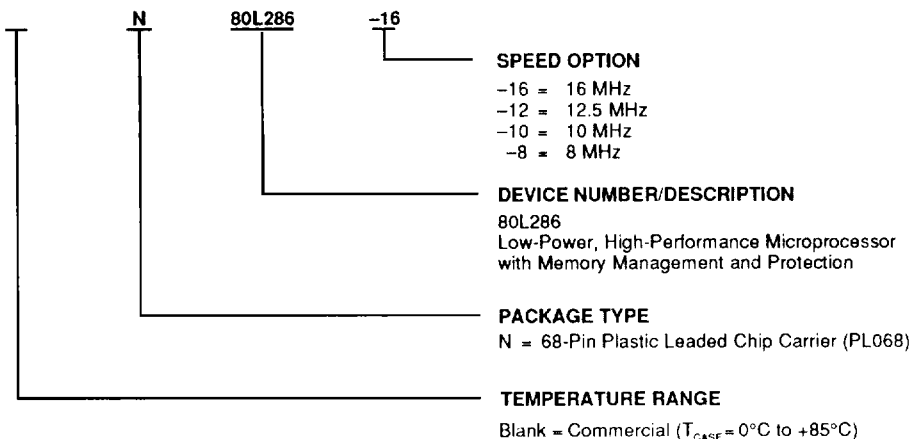 N 80L286 –16
SPEED OPTION
–16 = 16 MHz
–12 = 12.5 MHz
–10 = 10 MHz
–8 = 8 MHz
DEVICE NUMBER/DESCRIPTION
80L286
Low-Power, High-Performance Microprocessor
with Memory Management and Protection
PACKAGE TYPE
N = 68-Pin Plastic Leaded Chip Carrier (PL068)
TEMPERATURE RANGE
Blank = Commercial (TCASE = 0°C to +85°C)